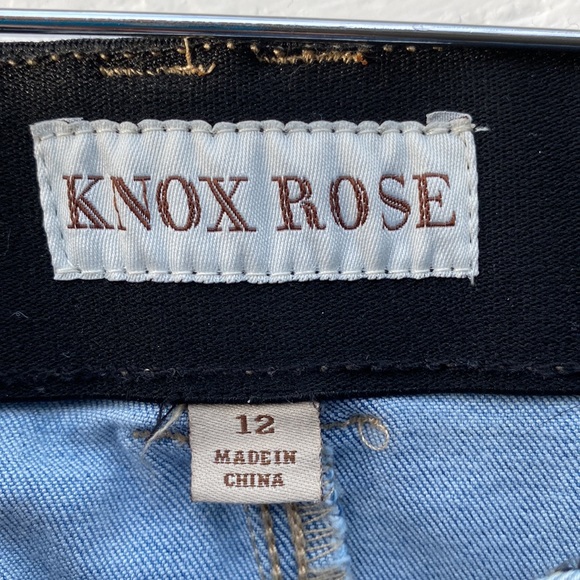 KNOX ROSE
12
MADE IN
CHINA